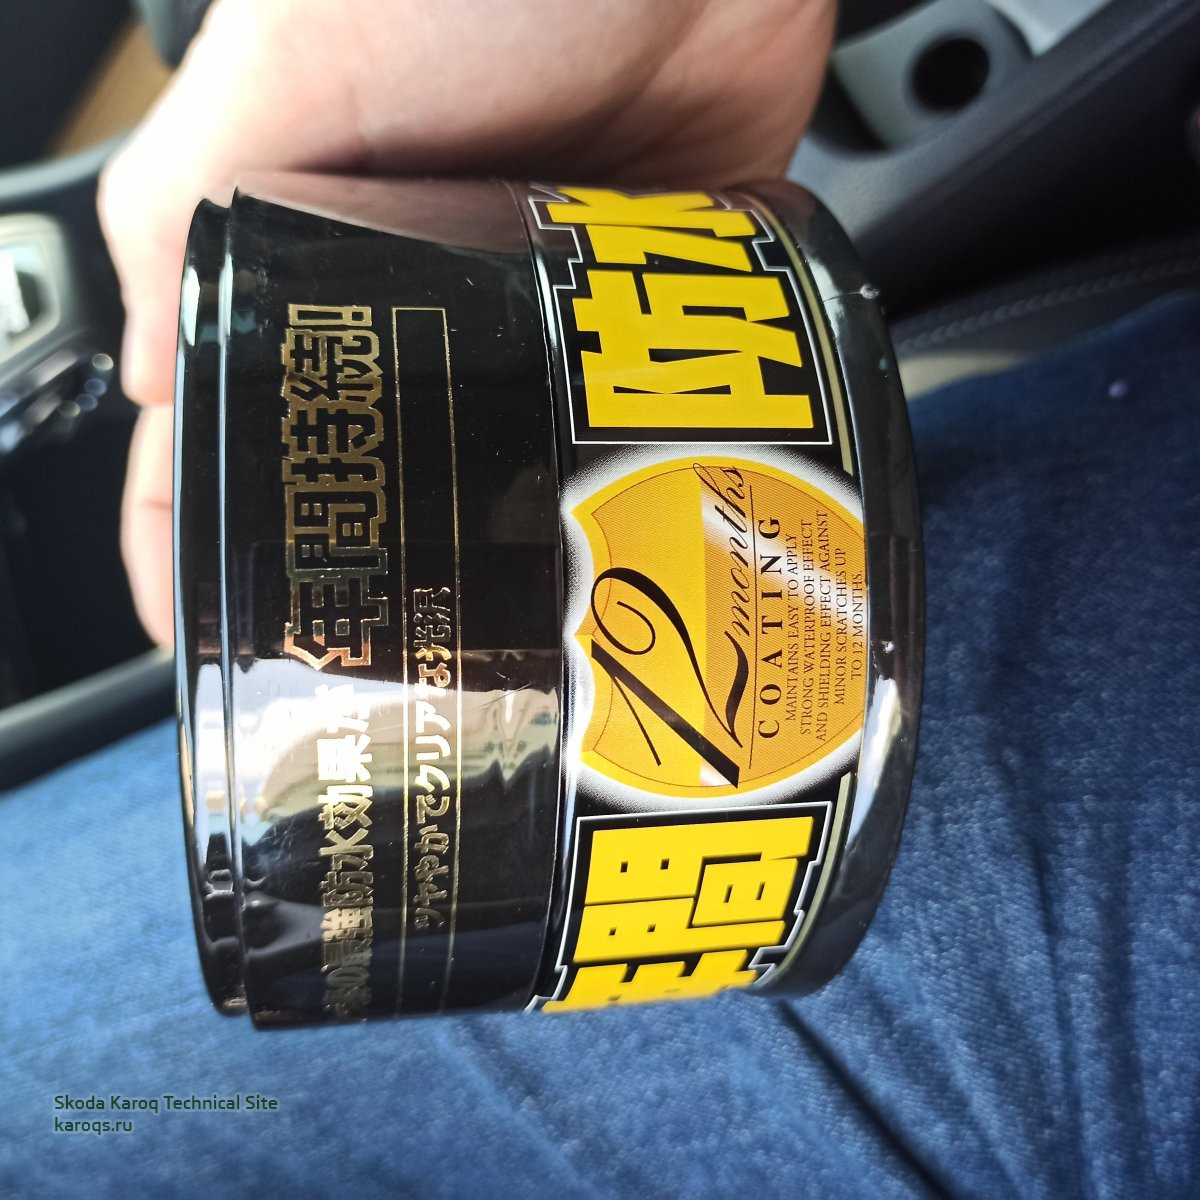 最強防水効果が年間持続!
ツヤやかでクリアな光沢
年間
防水
12 months
COATING
MAINTAINS EASY TO APPLY
STRONG WATERPROOF EFFECT
AND SHIELDING EFFECT AGAINST
MINOR SCRATCHES UP
TO 12 MONTHS
Skoda Karoq Technical Site
karoqs.ru